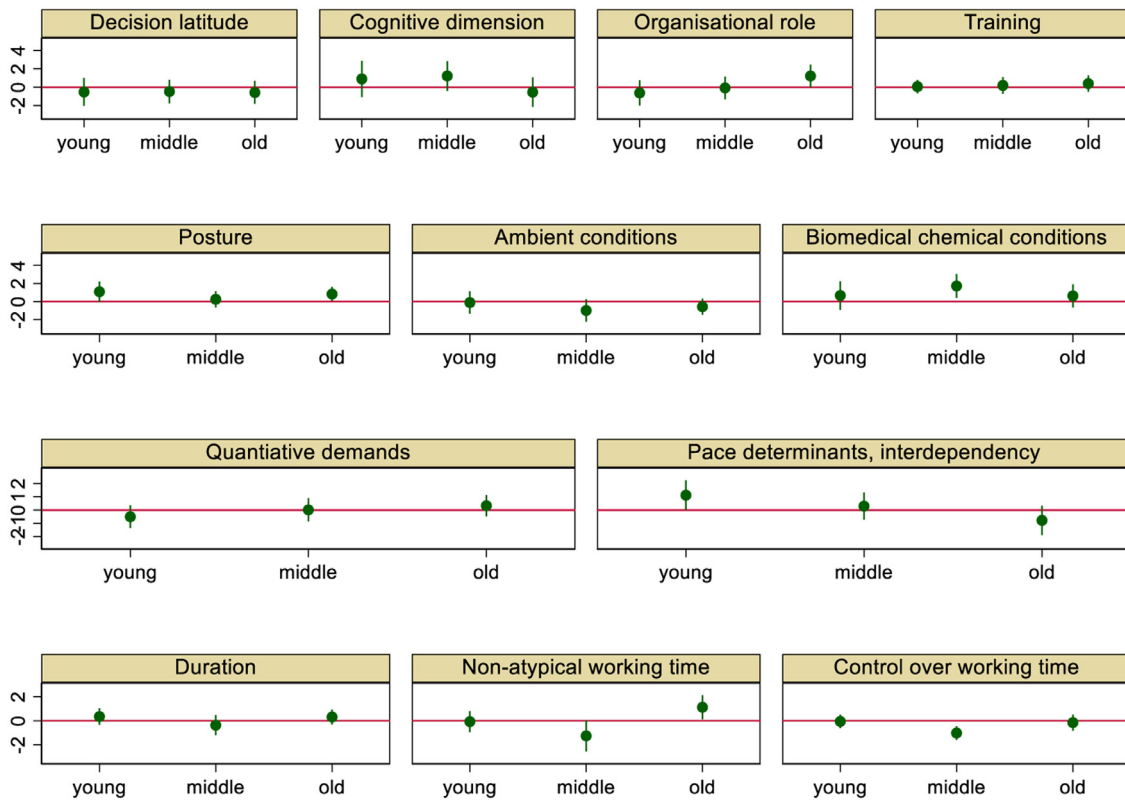 Decision latitude Cognitive dimension Organisational role Training
-2 0 2 4
young middle old young middle old young middle old young middle old
Posture Ambient conditions Biomedical chemical conditions
-2 0 2 4
young middle old young middle old young middle old
Quantiative demands Pace determinants, interdependency
-2 -1 0 1 2
young middle old young middle old
Duration Non-atypical working time Control over working time
-2 0 2
young middle old young middle old young middle old